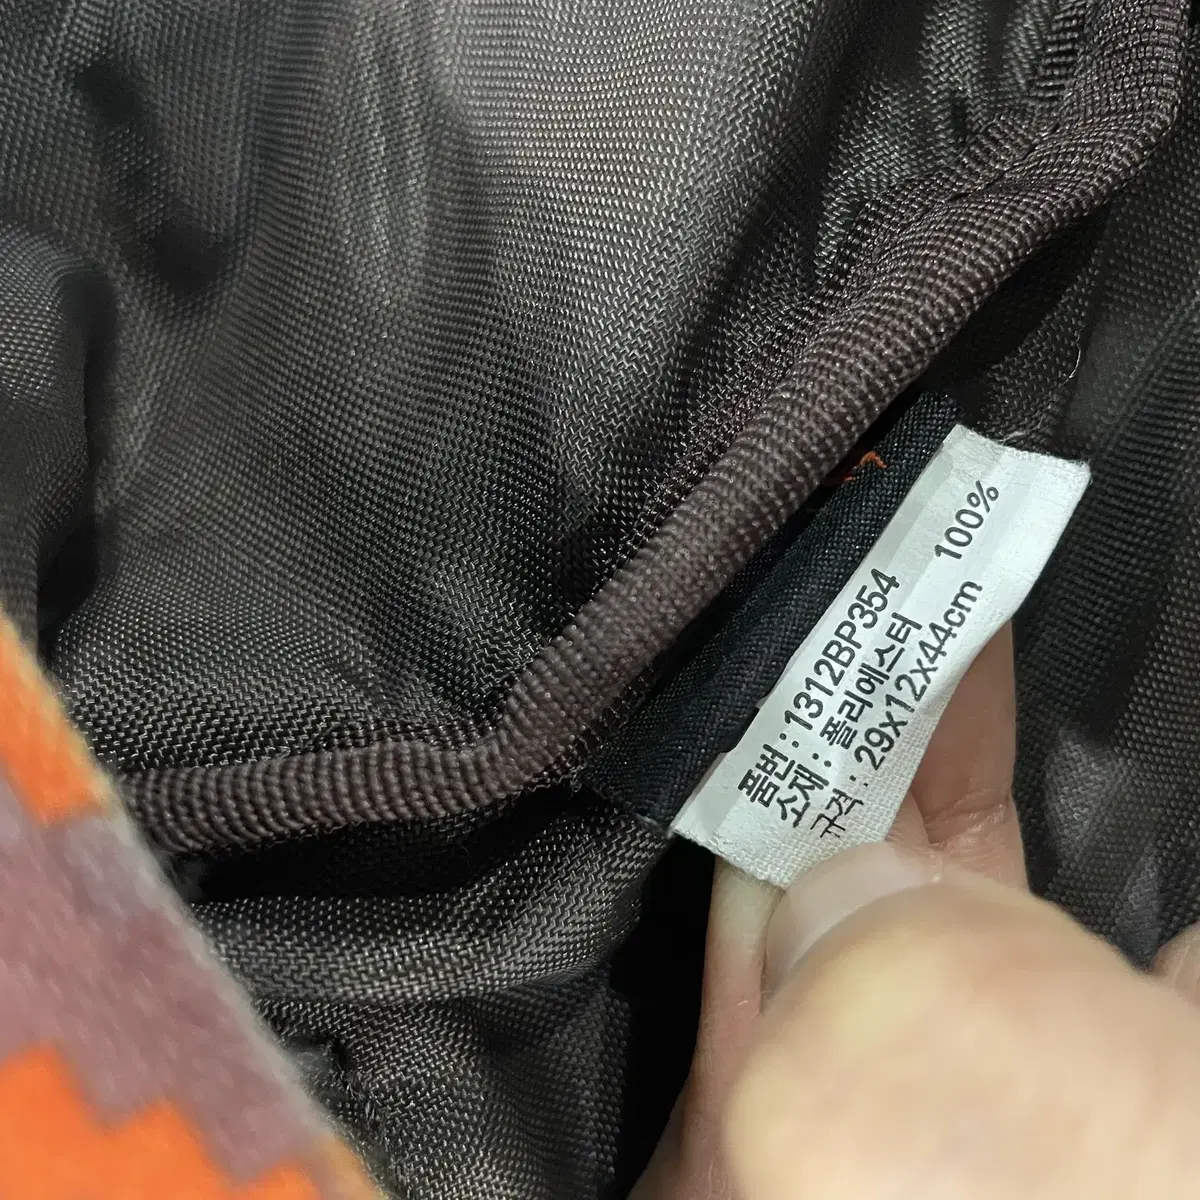 품번 : 1312BP354
소재 : 폴리에스터 100%
규격 : 29x12x44cm